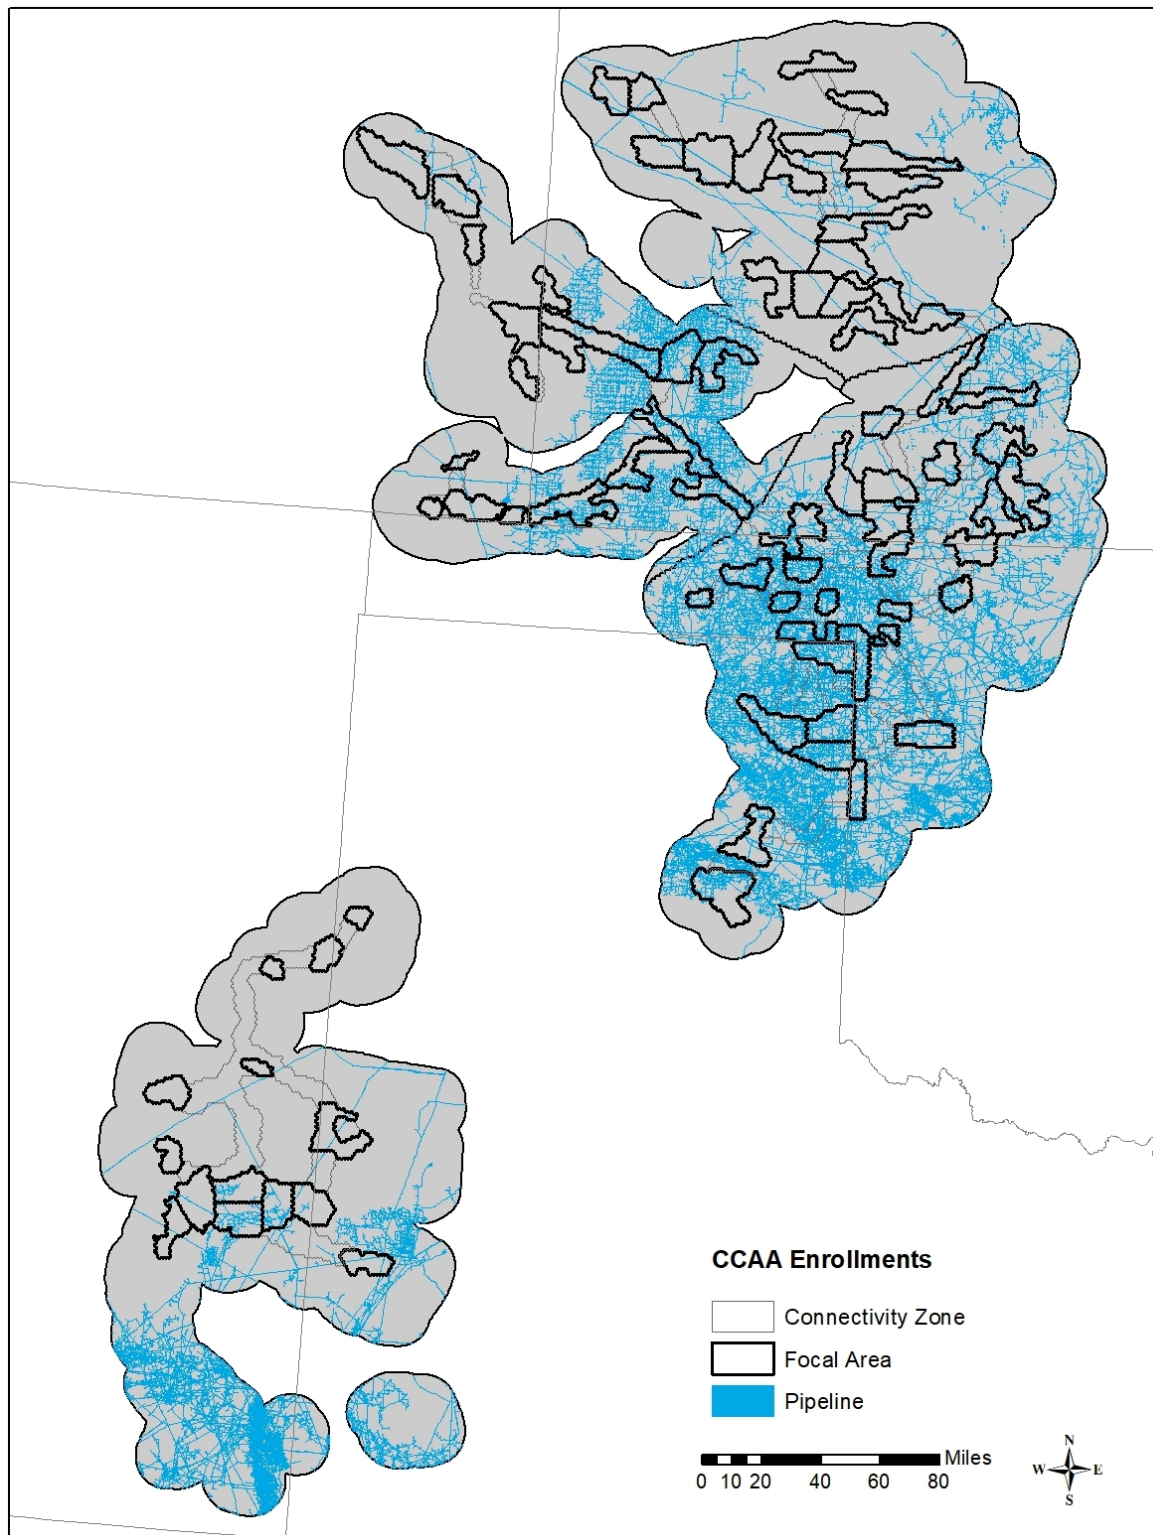 CCAA Enrollments
Connectivity Zone
Focal Area
Pipeline
Miles
0 10 20 40 60 80
N
W E
S